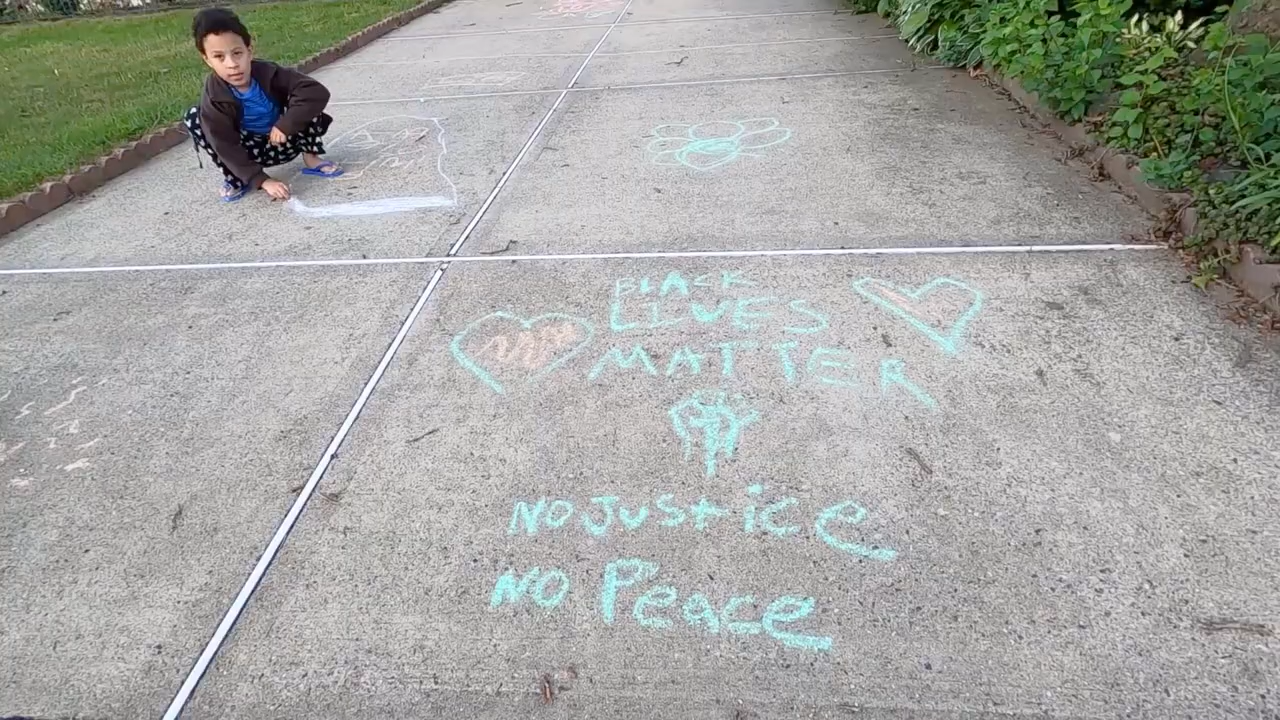 BLACK
LIVES
MATTER
NO JUStice
NO Peace